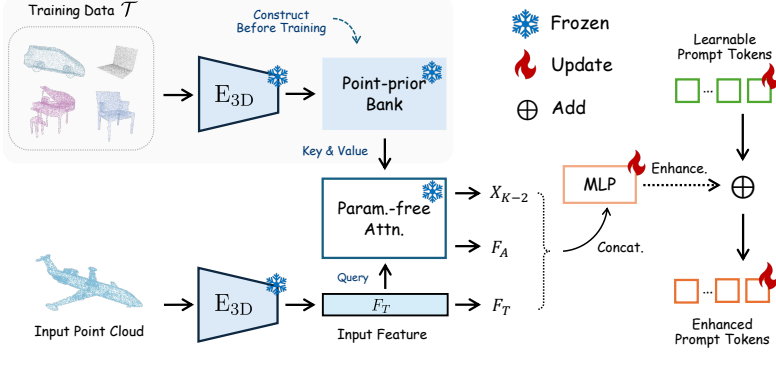 Training Data 𝒯
Construct
Before Training
E3D
Point-prior
Bank
Key & Value
Param.-free
Attn.
Query
Input Point Cloud
E3D
F_T
Input Feature
X_{K-2}
F_A
F_T
Concat.
MLP
Enhance.
Frozen
Update
Add
Learnable
Prompt Tokens
...
...
Enhanced
Prompt Tokens